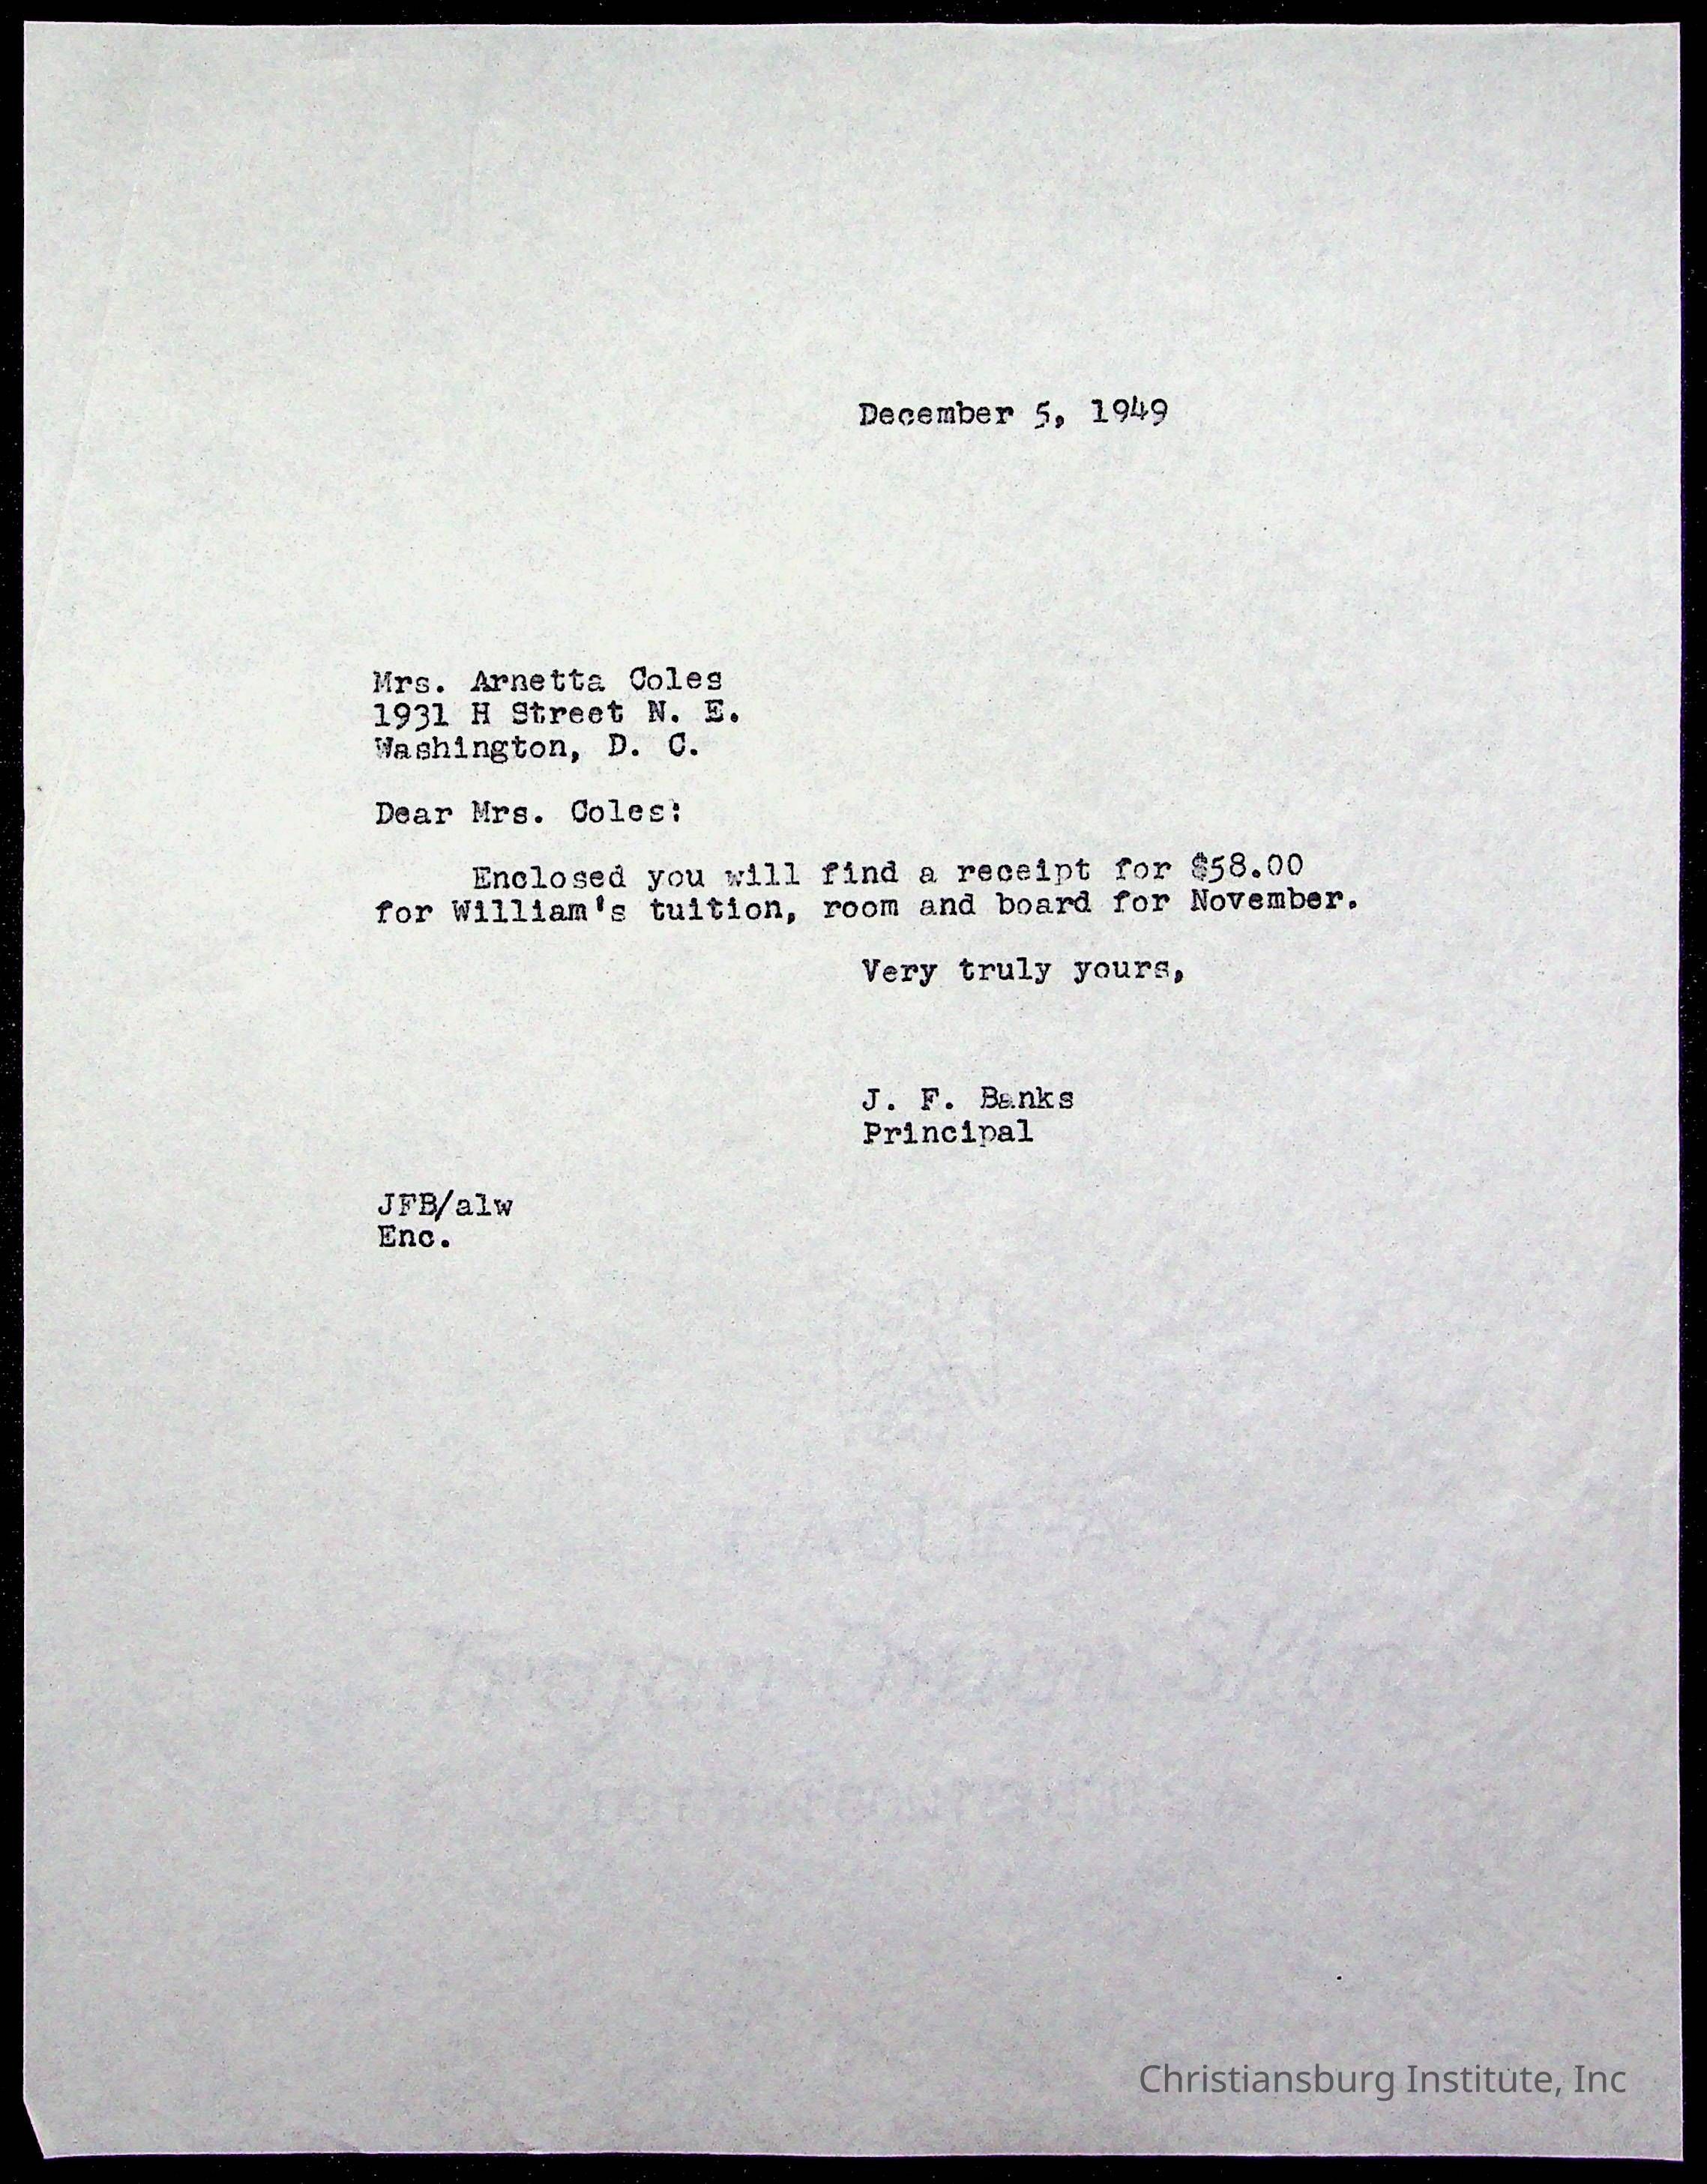 December 5, 1949
Mrs. Arnetta Coles
1931 H Street N. E.
Washington, D. C.
Dear Mrs. Coles:
Enclosed you will find a receipt for $58.00
for William's tuition, room and board for November.
Very truly yours,
J. F. Banks
Principal
JFB/alw
Enc.
Christiansburg Institute, Inc